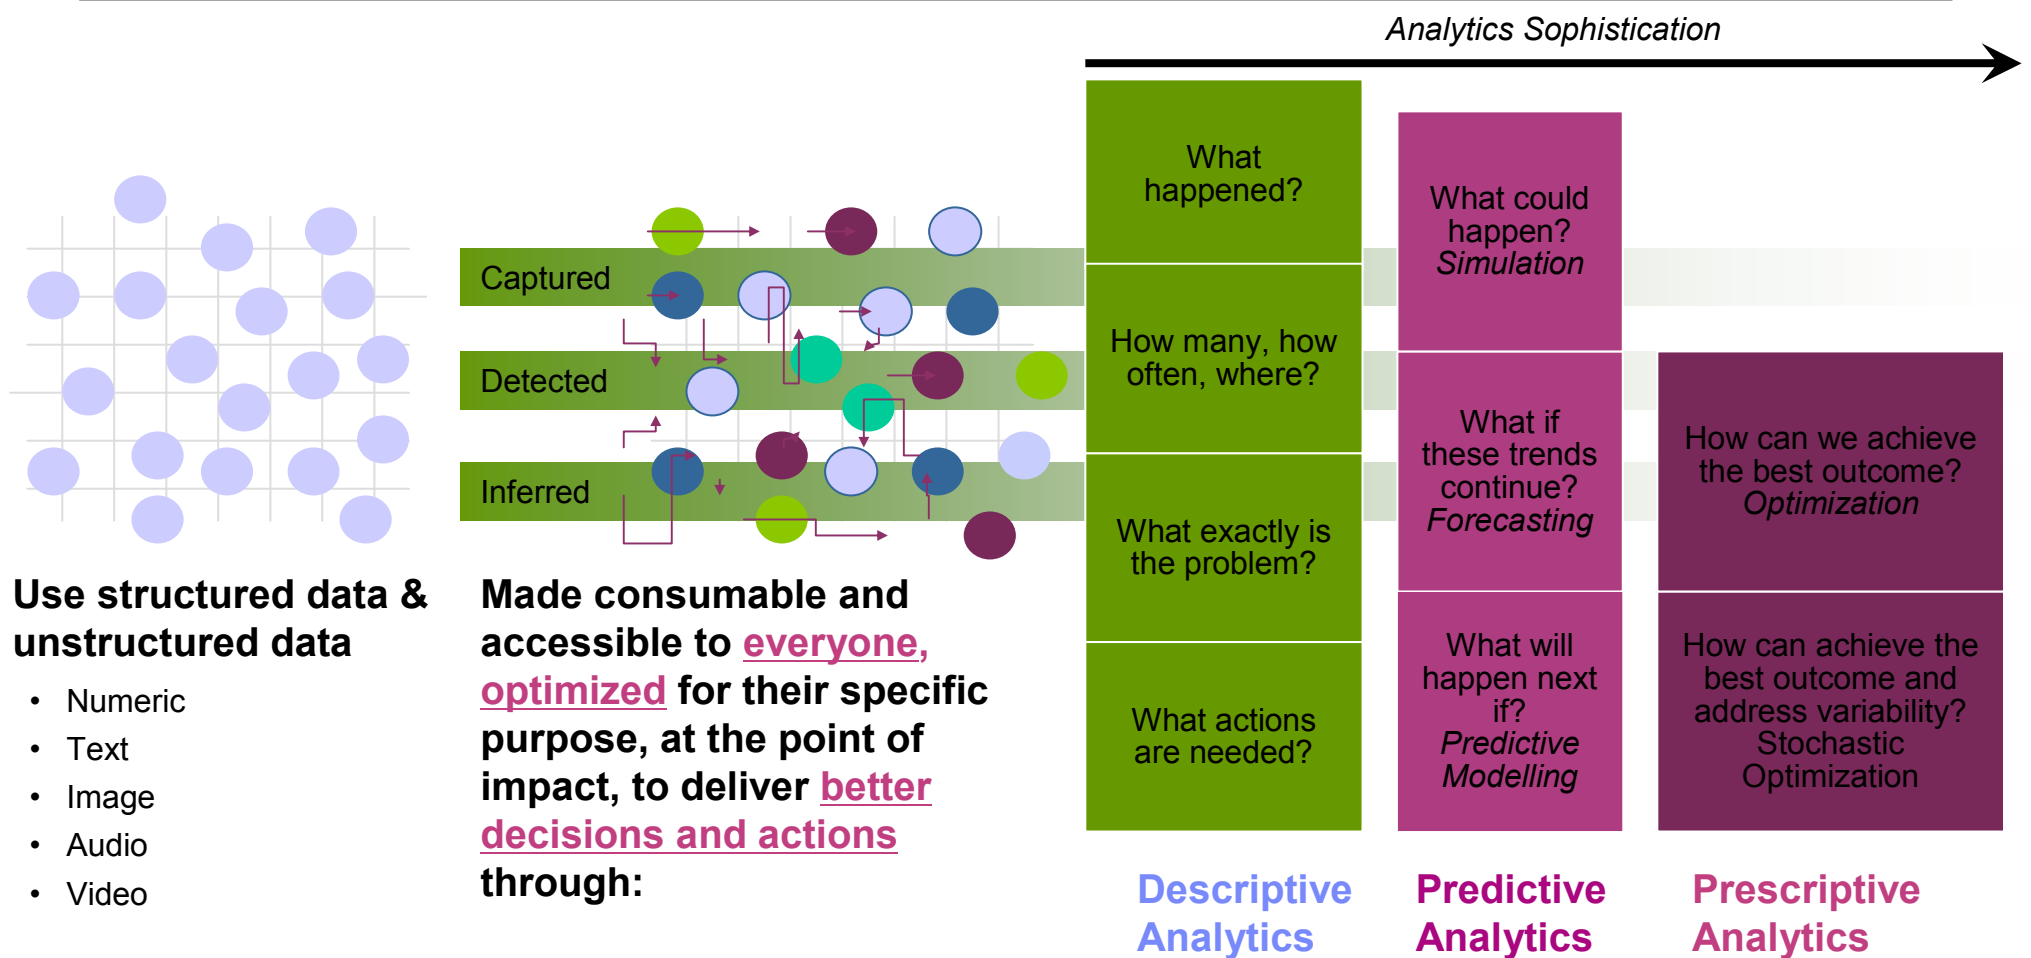 Analytics Sophistication
Captured
Detected
Inferred
Use structured data &
unstructured data
• Numeric
• Text
• Image
• Audio
• Video
Made consumable and
accessible to everyone,
optimized for their specific
purpose, at the point of
impact, to deliver better
decisions and actions
through:
What
happened?
How many, how
often, where?
What exactly is
the problem?
What actions
are needed?
Descriptive
Analytics
What could
happen?
Simulation
What if
these trends
continue?
Forecasting
What will
happen next
if?
Predictive
Modelling
Predictive
Analytics
How can we achieve
the best outcome?
Optimization
How can achieve the
best outcome and
address variability?
Stochastic
Optimization
Prescriptive
Analytics